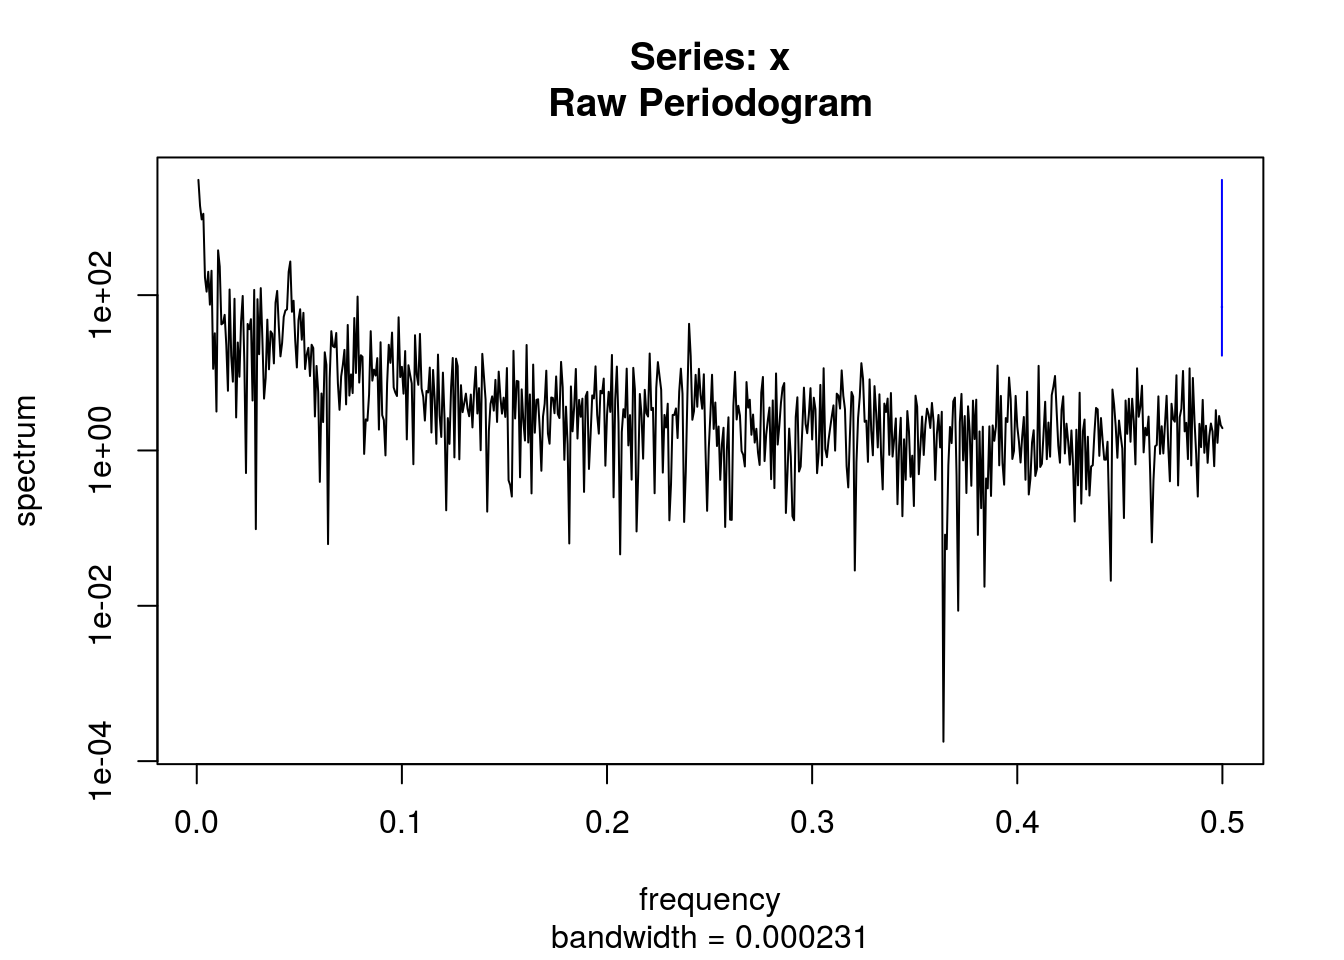 Series: x
Raw Periodogram
spectrum
1e+02
1e+00
1e-02
1e-04
0.0 0.1 0.2 0.3 0.4 0.5
frequency
bandwidth = 0.000231